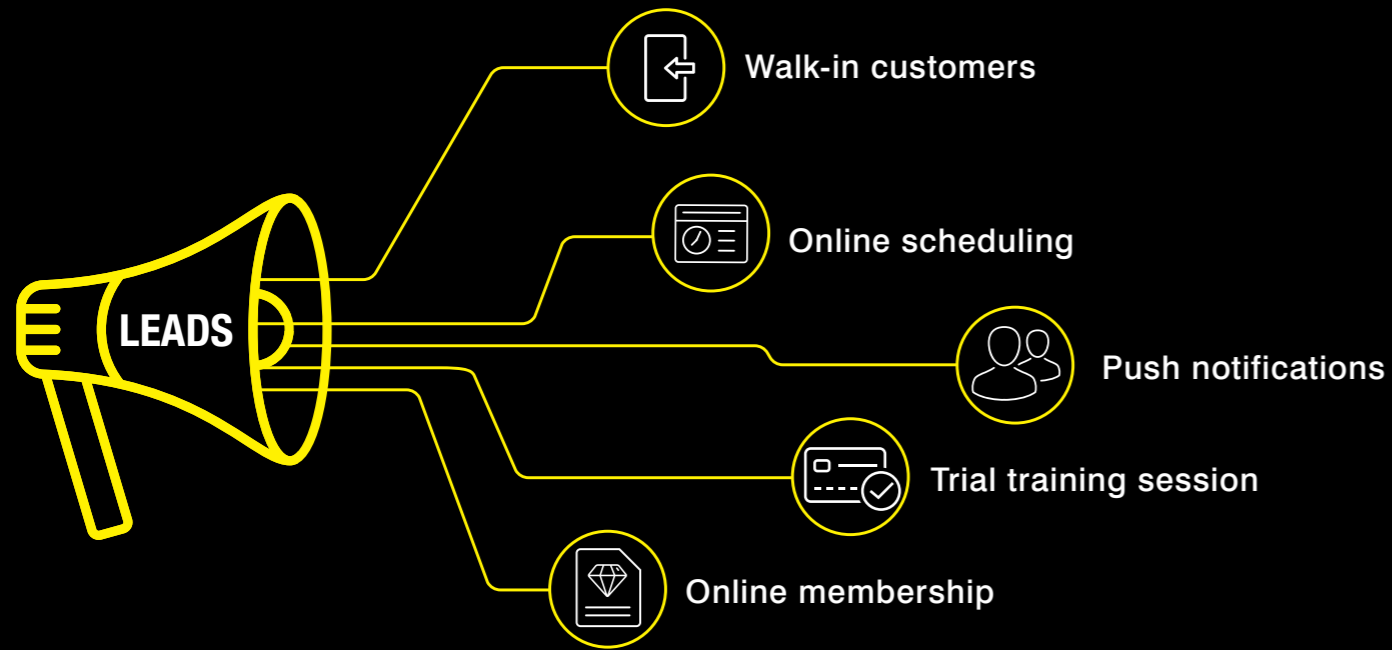 Walk-in customers
Online scheduling
LEADS
Push notifications
Trial training session
Online membership